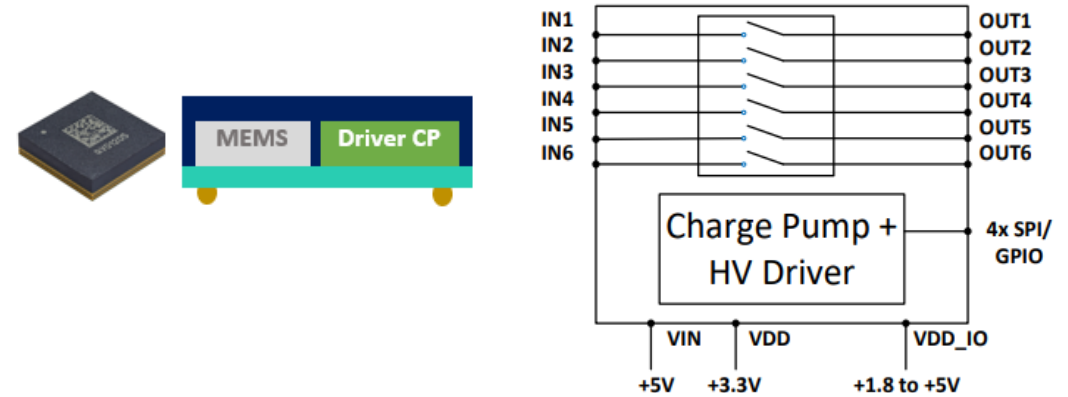 MEMS
Driver CP
IN1
IN2
IN3
IN4
IN5
IN6
OUT1
OUT2
OUT3
OUT4
OUT5
OUT6
Charge Pump +
HV Driver
4x SPI/
GPIO
VIN
VDD
VDD_IO
+5V
+3.3V
+1.8 to +5V